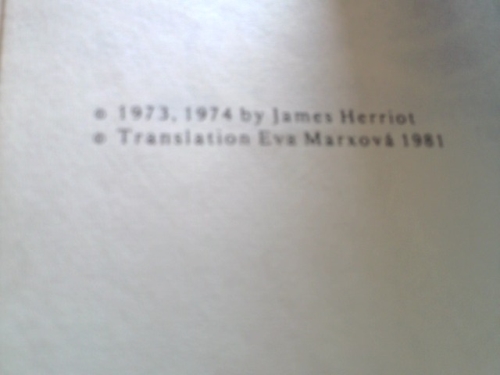 © 1973, 1974 by James Herriot
© Translation Eva Marxová 1981